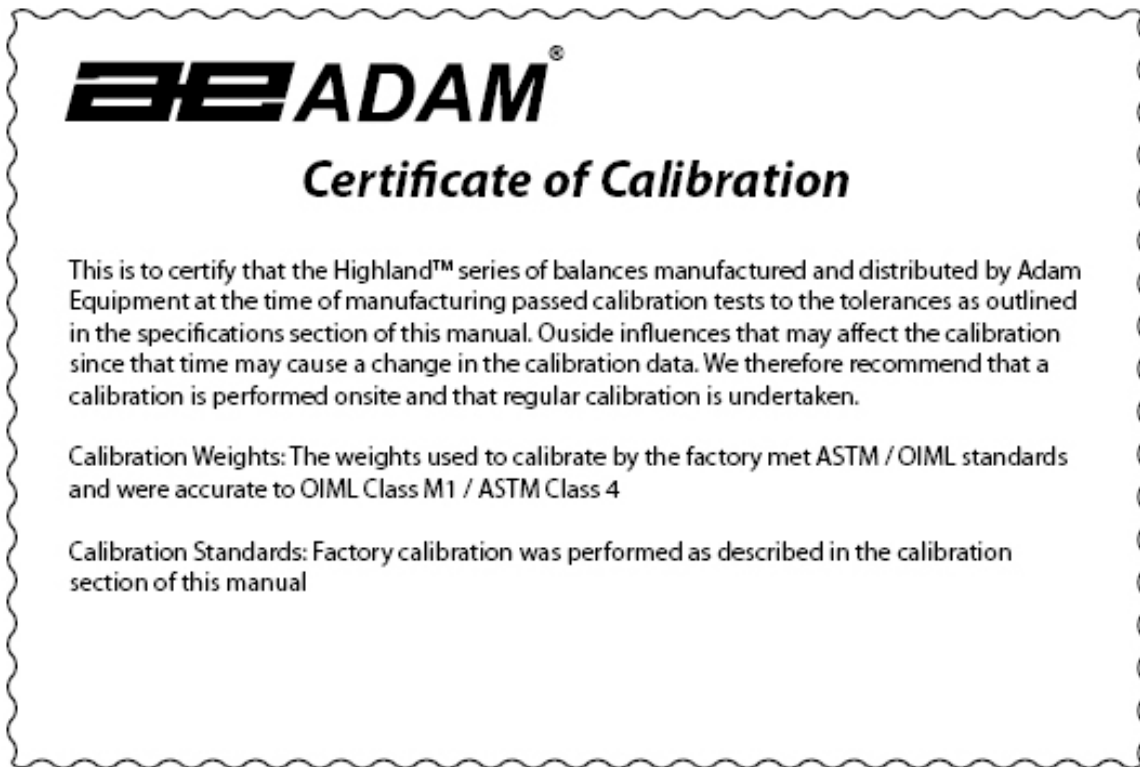 ae ADAM®
Certificate of Calibration
This is to certify that the Highland™ series of balances manufactured and distributed by Adam
Equipment at the time of manufacturing passed calibration tests to the tolerances as outlined
in the specifications section of this manual. Ouside influences that may affect the calibration
since that time may cause a change in the calibration data. We therefore recommend that a
calibration is performed onsite and that regular calibration is undertaken.
Calibration Weights: The weights used to calibrate by the factory met ASTM / OIML standards
and were accurate to OIML Class M1 / ASTM Class 4
Calibration Standards: Factory calibration was performed as described in the calibration
section of this manual